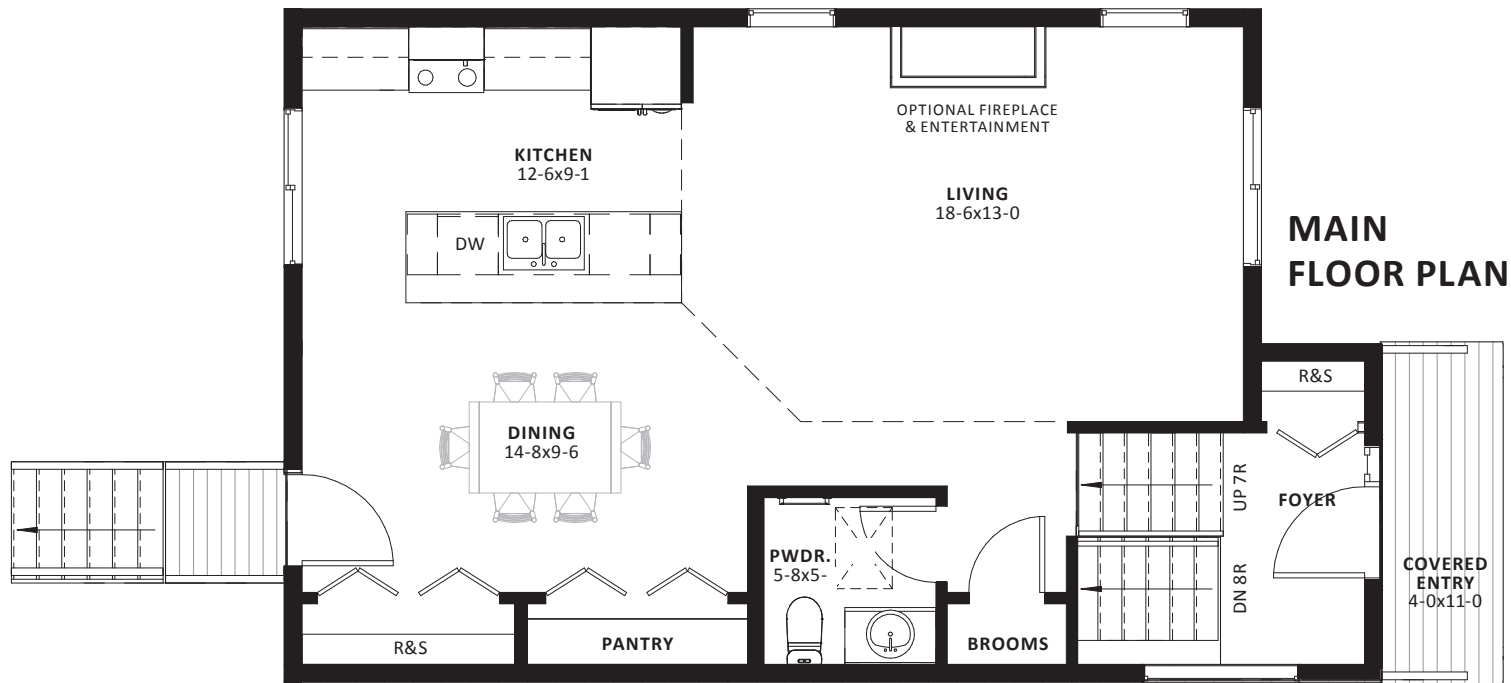 OPTIONAL FIREPLACE
& ENTERTAINMENT
KITCHEN
12-6x9-1
LIVING
18-6x13-0
MAIN
FLOOR PLAN
DW
R&S
DINING
14-8x9-6
UP 7R
FOYER
PWDR.
5-8x5-
DN 8R
COVERED
ENTRY
4-0x11-0
R&S
PANTRY
BROOMS